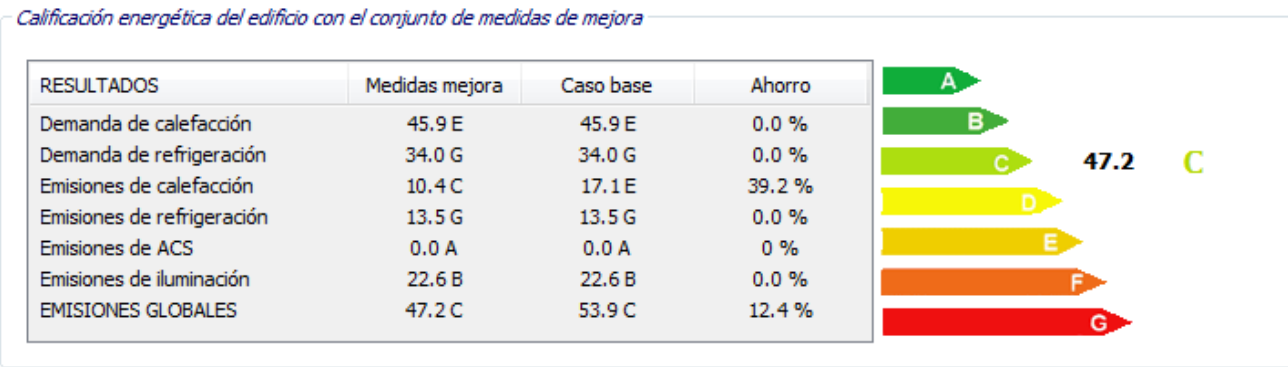 Calificación energética del edificio con el conjunto de medidas de mejora
RESULTADOS Medidas mejora Caso base Ahorro
Demanda de calefacción 45.9 E 45.9 E 0.0 %
Demanda de refrigeración 34.0 G 34.0 G 0.0 %
Emisiones de calefacción 10.4 C 17.1 E 39.2 %
Emisiones de refrigeración 13.5 G 13.5 G 0.0 %
Emisiones de ACS 0.0 A 0.0 A 0 %
Emisiones de iluminación 22.6 B 22.6 B 0.0 %
EMISIONES GLOBALES 47.2 C 53.9 C 12.4 %
A
B
C 47.2 C
D
E
F
G